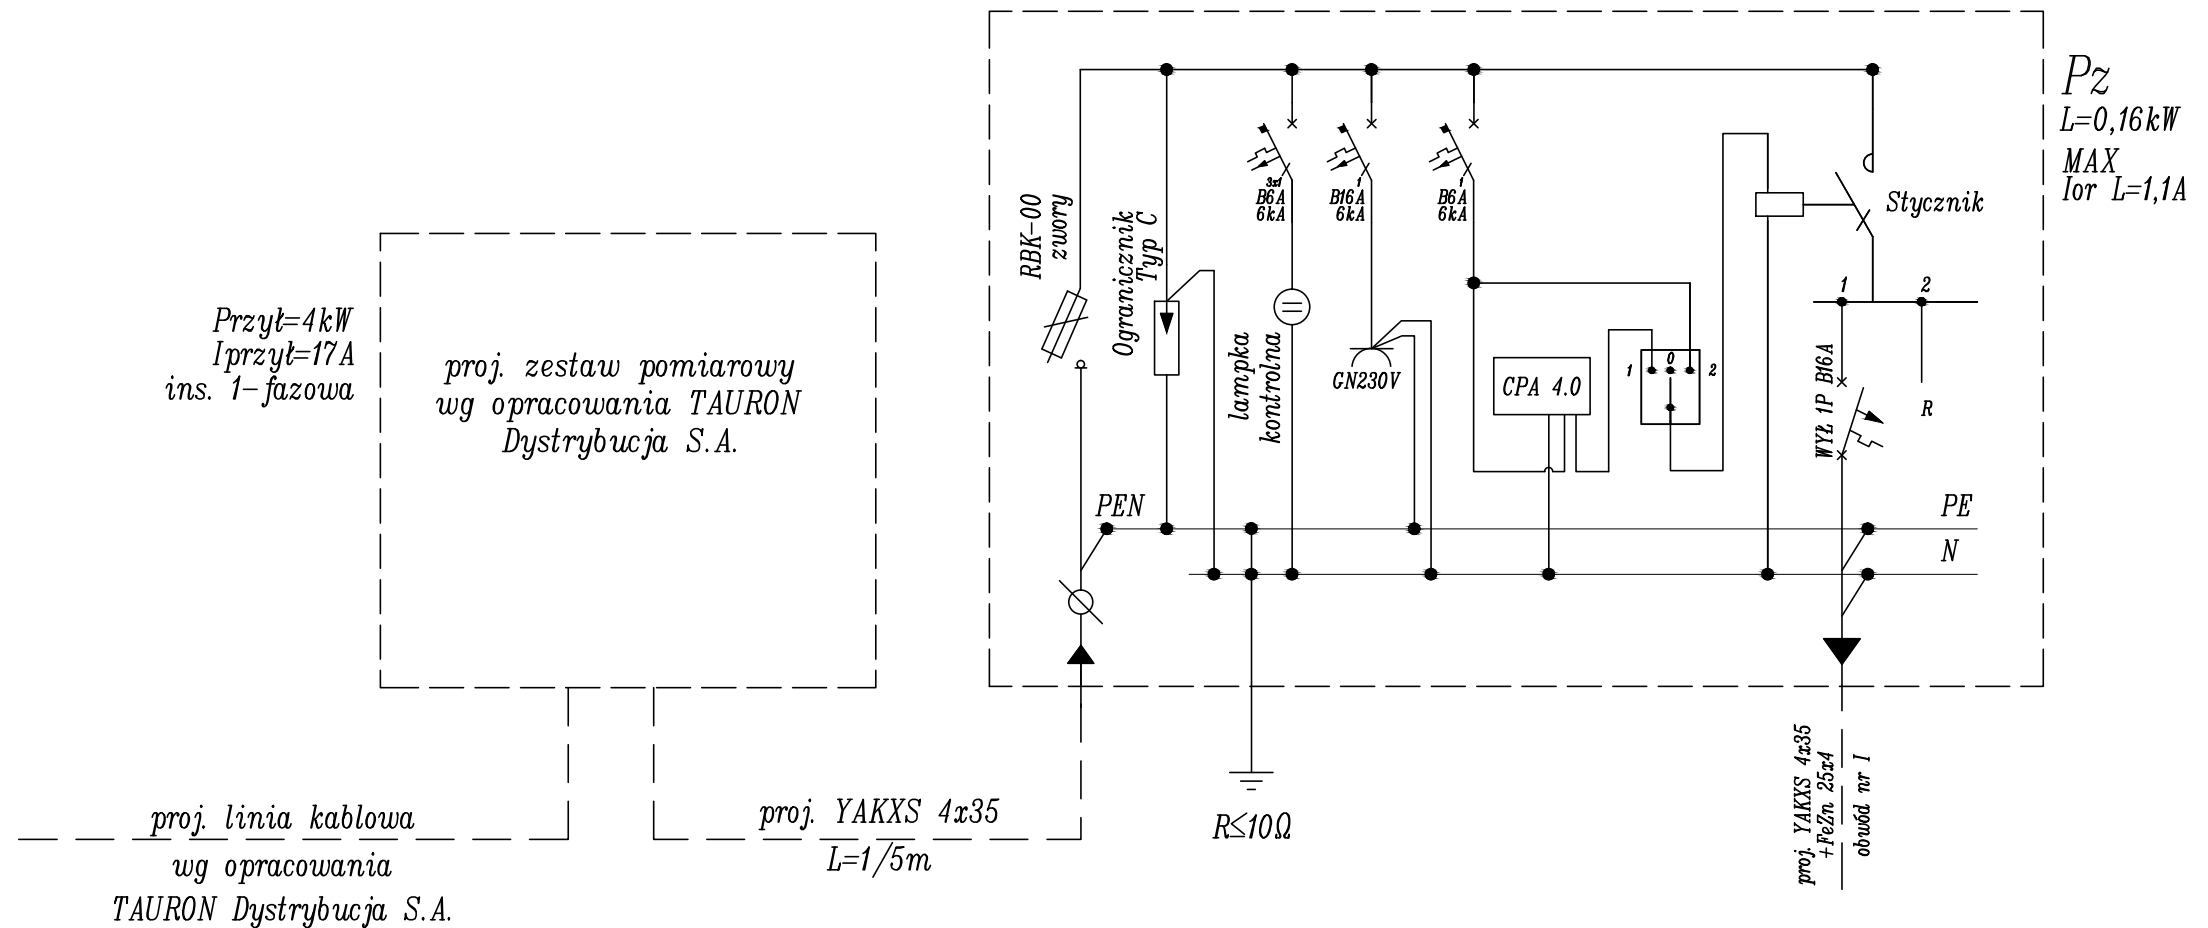 Pz
L=0,16kW
MAX
Ior L=1,1A
RBK-00
zwory
Ogranicznik
Typ C
3x1
B6A
6kA
1
B16A
6kA
1
B6A
6kA
Stycznik
1
2
Przył=4kW
Iprzył=17A
ins. 1-fazowa
proj. zestaw pomiarowy
wg opracowania TAURON
Dystrybucja S.A.
lampka
kontrolna
GN230V
CPA 4.0
1
0
2
WYŁ 1P B16A
R
PEN
PE
N
proj. YAKXS 4x35
+FeZn 25x4
obwód nr I
proj. linia kablowa
wg opracowania
TAURON Dystrybucja S.A.
proj. YAKXS 4x35
L=1/5m
R≤10Ω